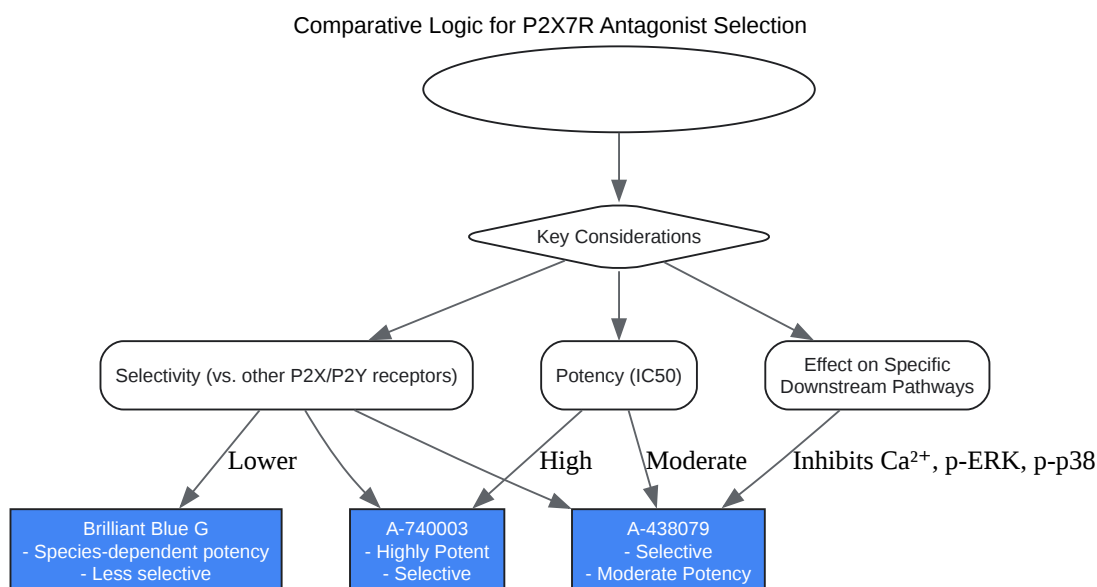 Comparative Logic for P2X7R Antagonist Selection
Key Considerations
Selectivity (vs. other P2X/P2Y receptors)
Potency (IC50)
Effect on Specific
Downstream Pathways
Lower
High
Moderate
Inhibits Ca²⁺, p-ERK, p-p38
Brilliant Blue G
- Species-dependent potency
- Less selective
A-740003
- Highly Potent
- Selective
A-438079
- Selective
- Moderate Potency